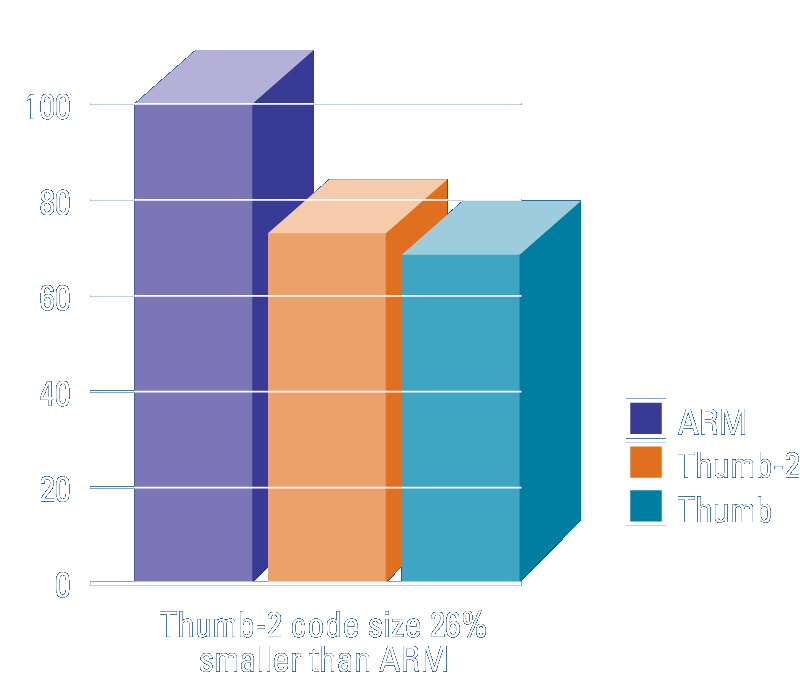 100
80
60
40
20
0
ARM
Thumb-2
Thumb
Thumb-2 code size 26%
smaller than ARM